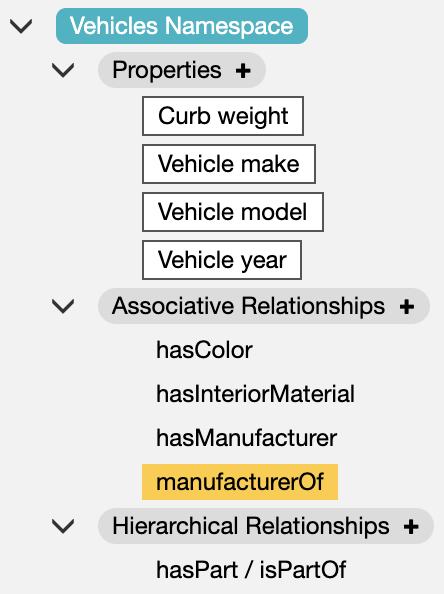 Vehicles Namespace
Properties +
Curb weight
Vehicle make
Vehicle model
Vehicle year
Associative Relationships +
hasColor
hasInteriorMaterial
hasManufacturer
manufacturerOf
Hierarchical Relationships +
hasPart / isPartOf